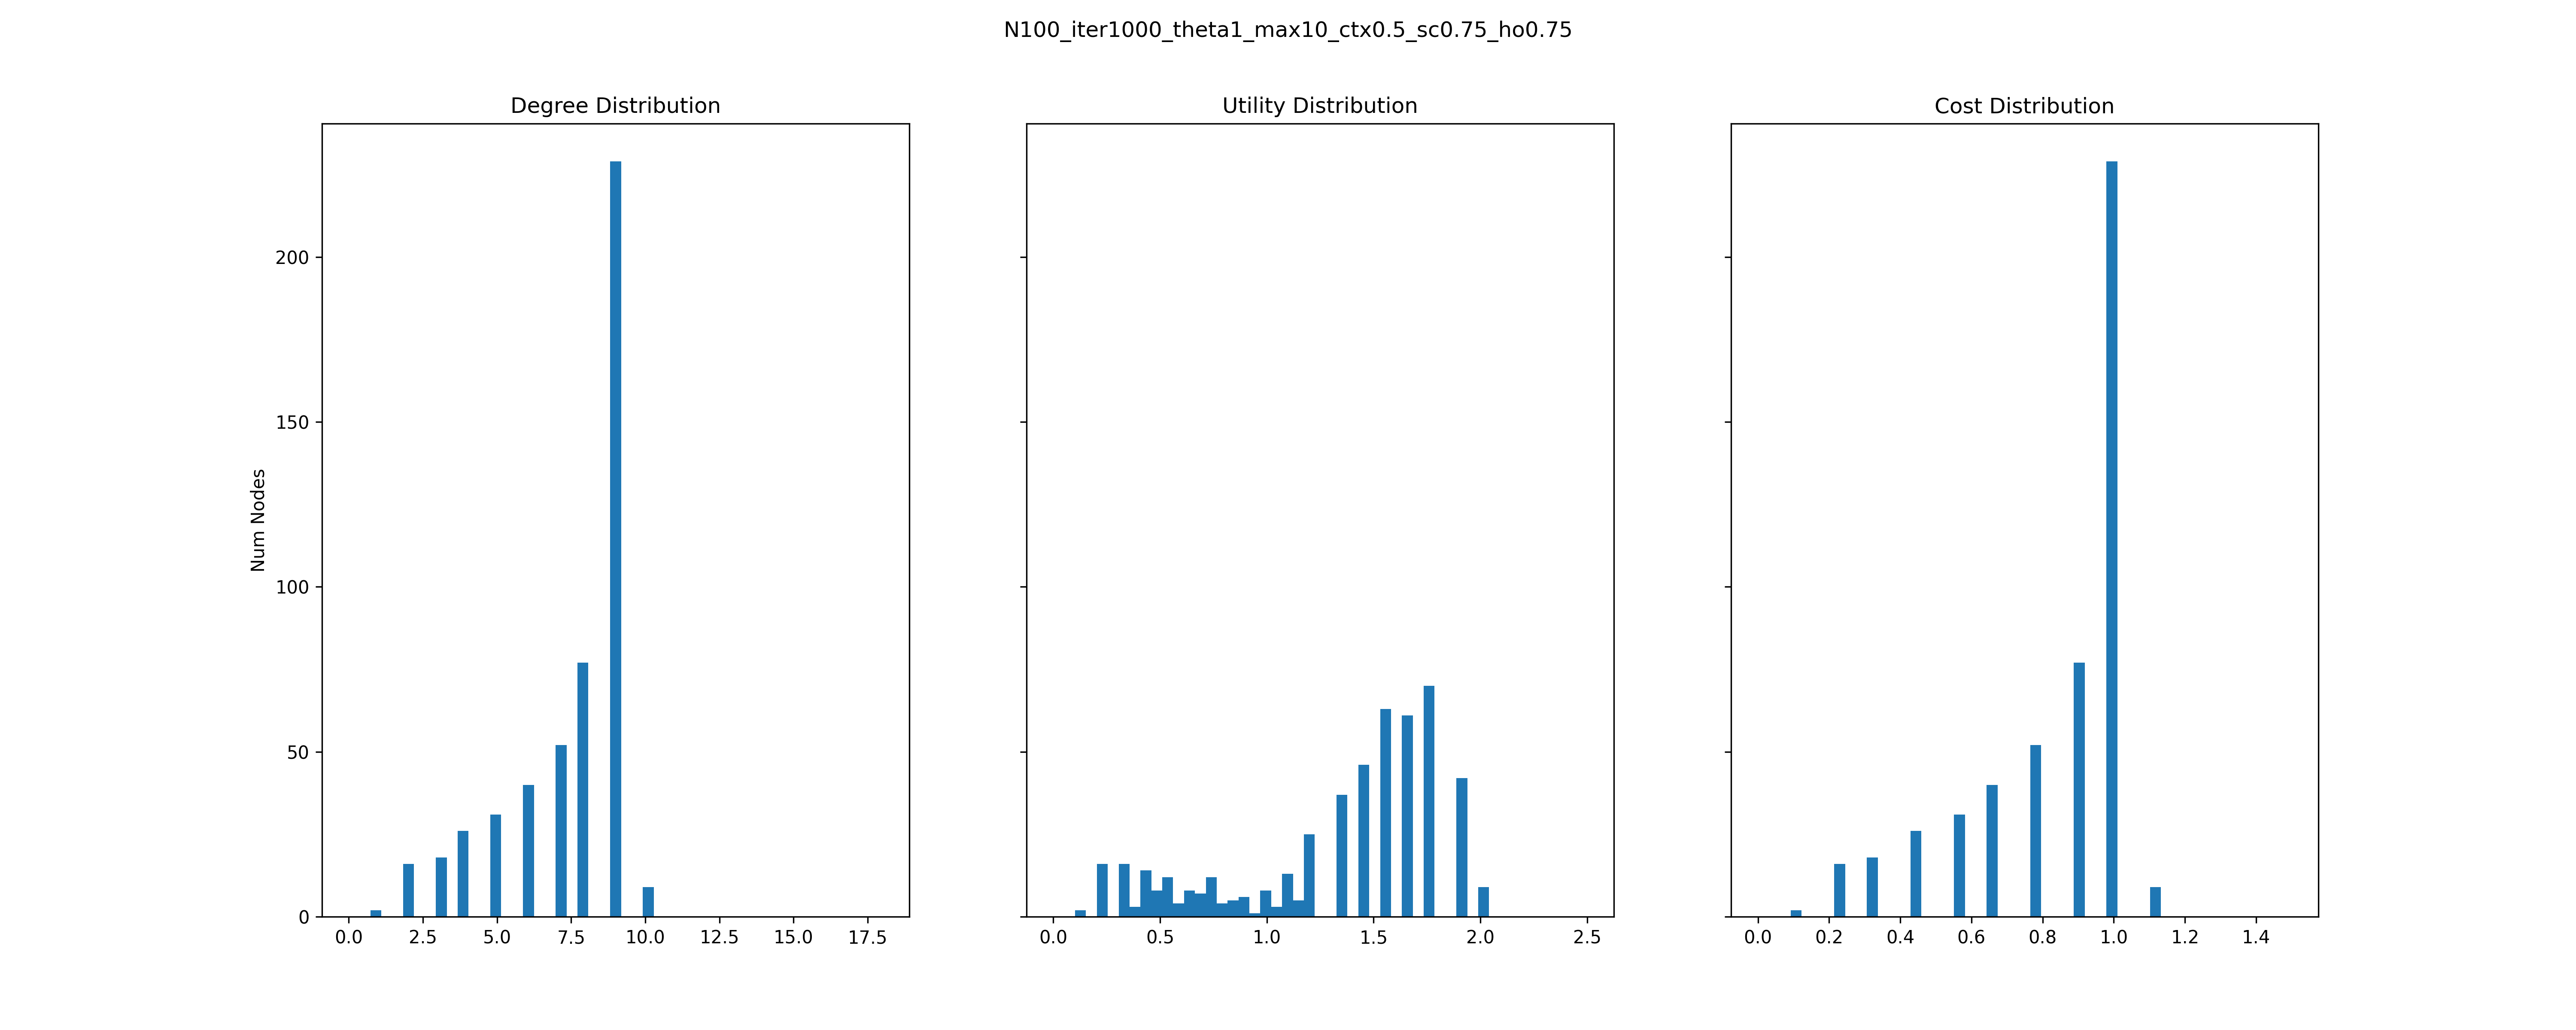 N100_iter1000_theta1_max10_ctx0.5_sc0.75_ho0.75
Degree Distribution
Utility Distribution
Cost Distribution
Num Nodes
200
150
100
50
0
0.0 2.5 5.0 7.5 10.0 12.5 15.0 17.5
0.0 0.5 1.0 1.5 2.0 2.5
0.0 0.2 0.4 0.6 0.8 1.0 1.2 1.4